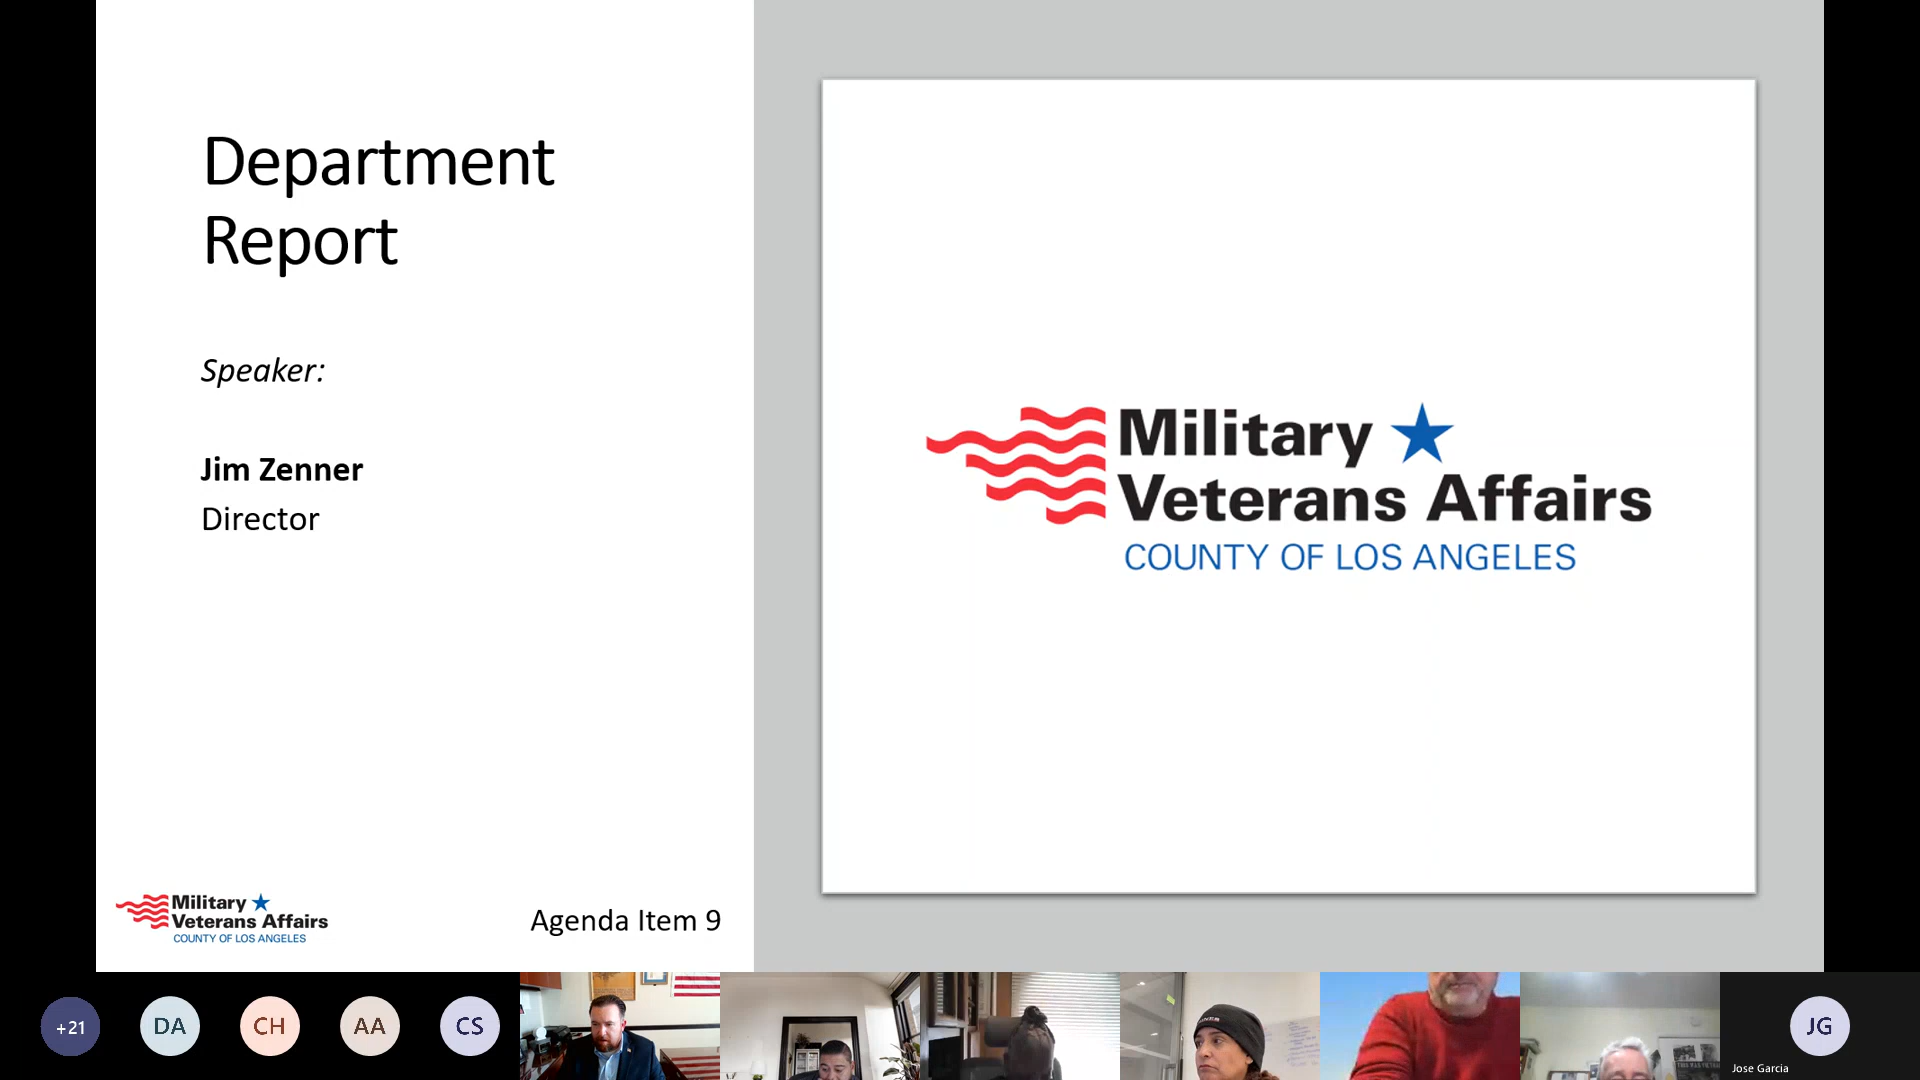 Department
Report
Speaker:
Jim Zenner
Director
Military
Veterans Affairs
COUNTY OF LOS ANGELES
Military
Veterans Affairs
COUNTY OF LOS ANGELES
Agenda Item 9
+21
DA
CH
AA
CS
JG
Jose Garcia